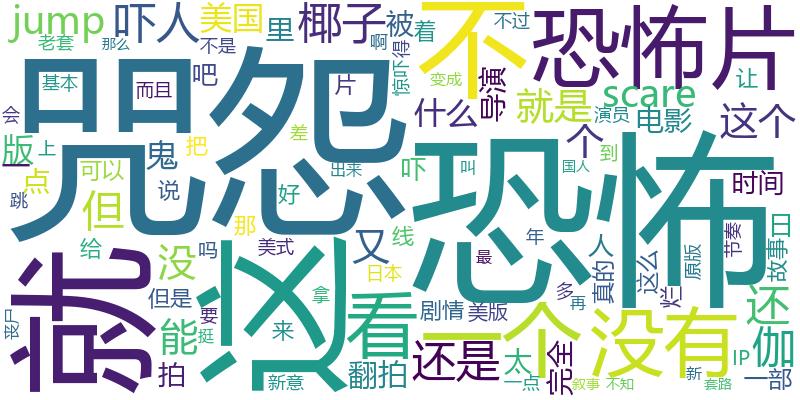 jump
吓人
美国
里
椰子
被
着
不
恐怖片
老套
那么
不是
啊
得
不过
咒怨
基本
而且
吧
片
惊吓
变成
什么
导演
就是
scare
让
会
版
上
鬼
差
个
演员
电影
这个
一
点
可以
把
出来
吓
叫
国人
到
恐怖
时间
跳
但
说
好
线
年
人
真的
这么
节奏
故事
日
给
没
吗
那
又
美式
日本
最
原版
就
这
看
但是
要
拿
剧情
美版
多
再
烂
还
伽
丧尸
能
挺
来
一个
没有
拍
新意
翻拍
还是
太
一点
完全
叙事
不知
新
IP
套路
一部